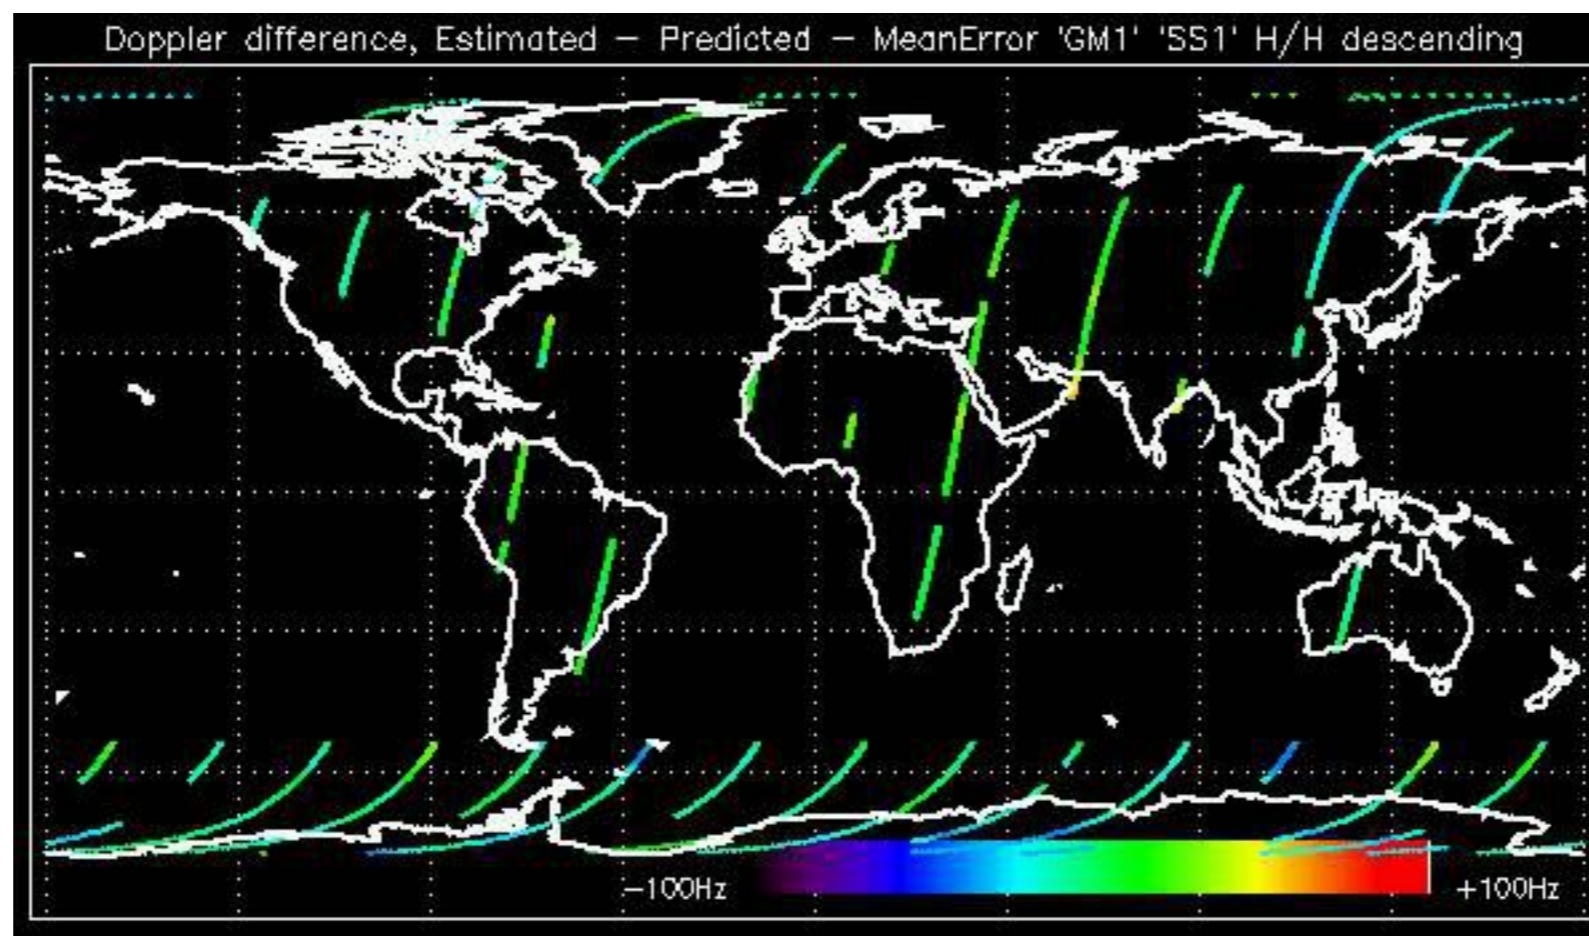 Doppler difference, Estimated – Predicted – MeanError 'GM1' 'SS1' H/H descending
–100Hz
+100Hz